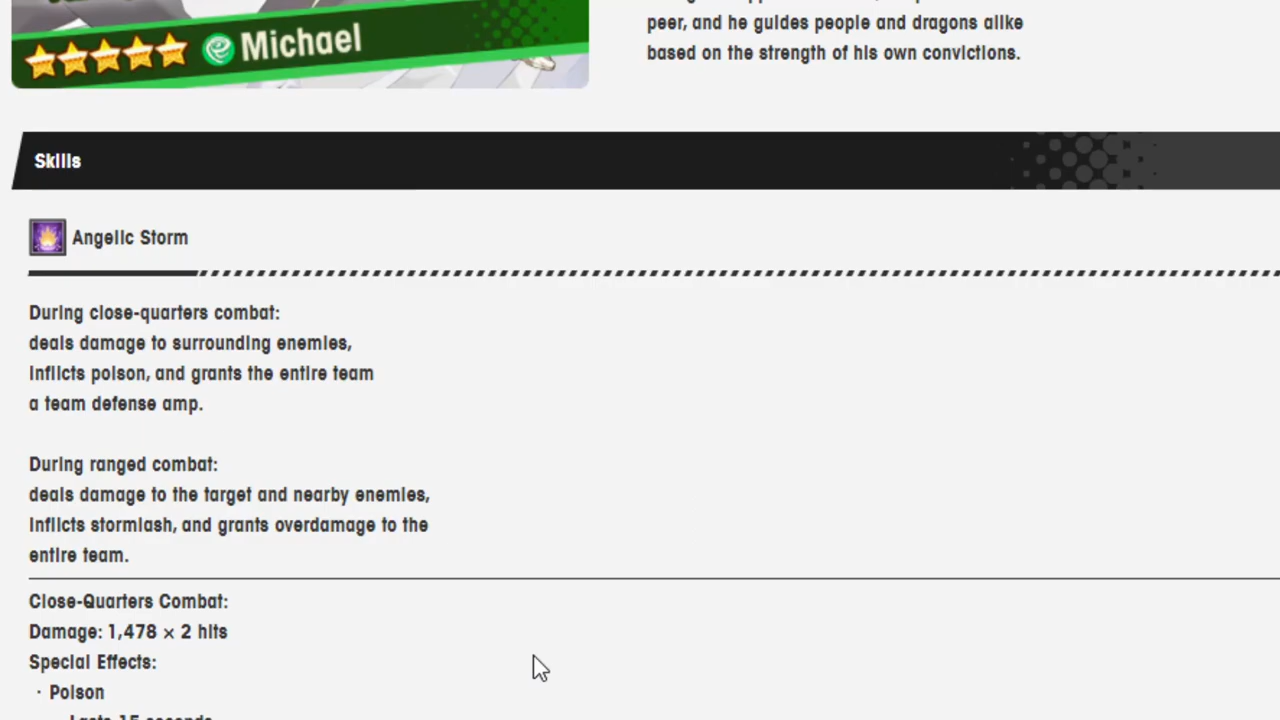 peer, and he guides people and dragons alike
based on the strength of his own convictions.
Michael
Skills
Angelic Storm
During close-quarters combat:
deals damage to surrounding enemies,
inflicts poison, and grants the entire team
a team defense amp.
During ranged combat:
deals damage to the target and nearby enemies,
inflicts stormlash, and grants overdamage to the
entire team.
Close-Quarters Combat:
Damage: 1,478 × 2 hits
Special Effects:
· Poison
Lasts 15 seconds